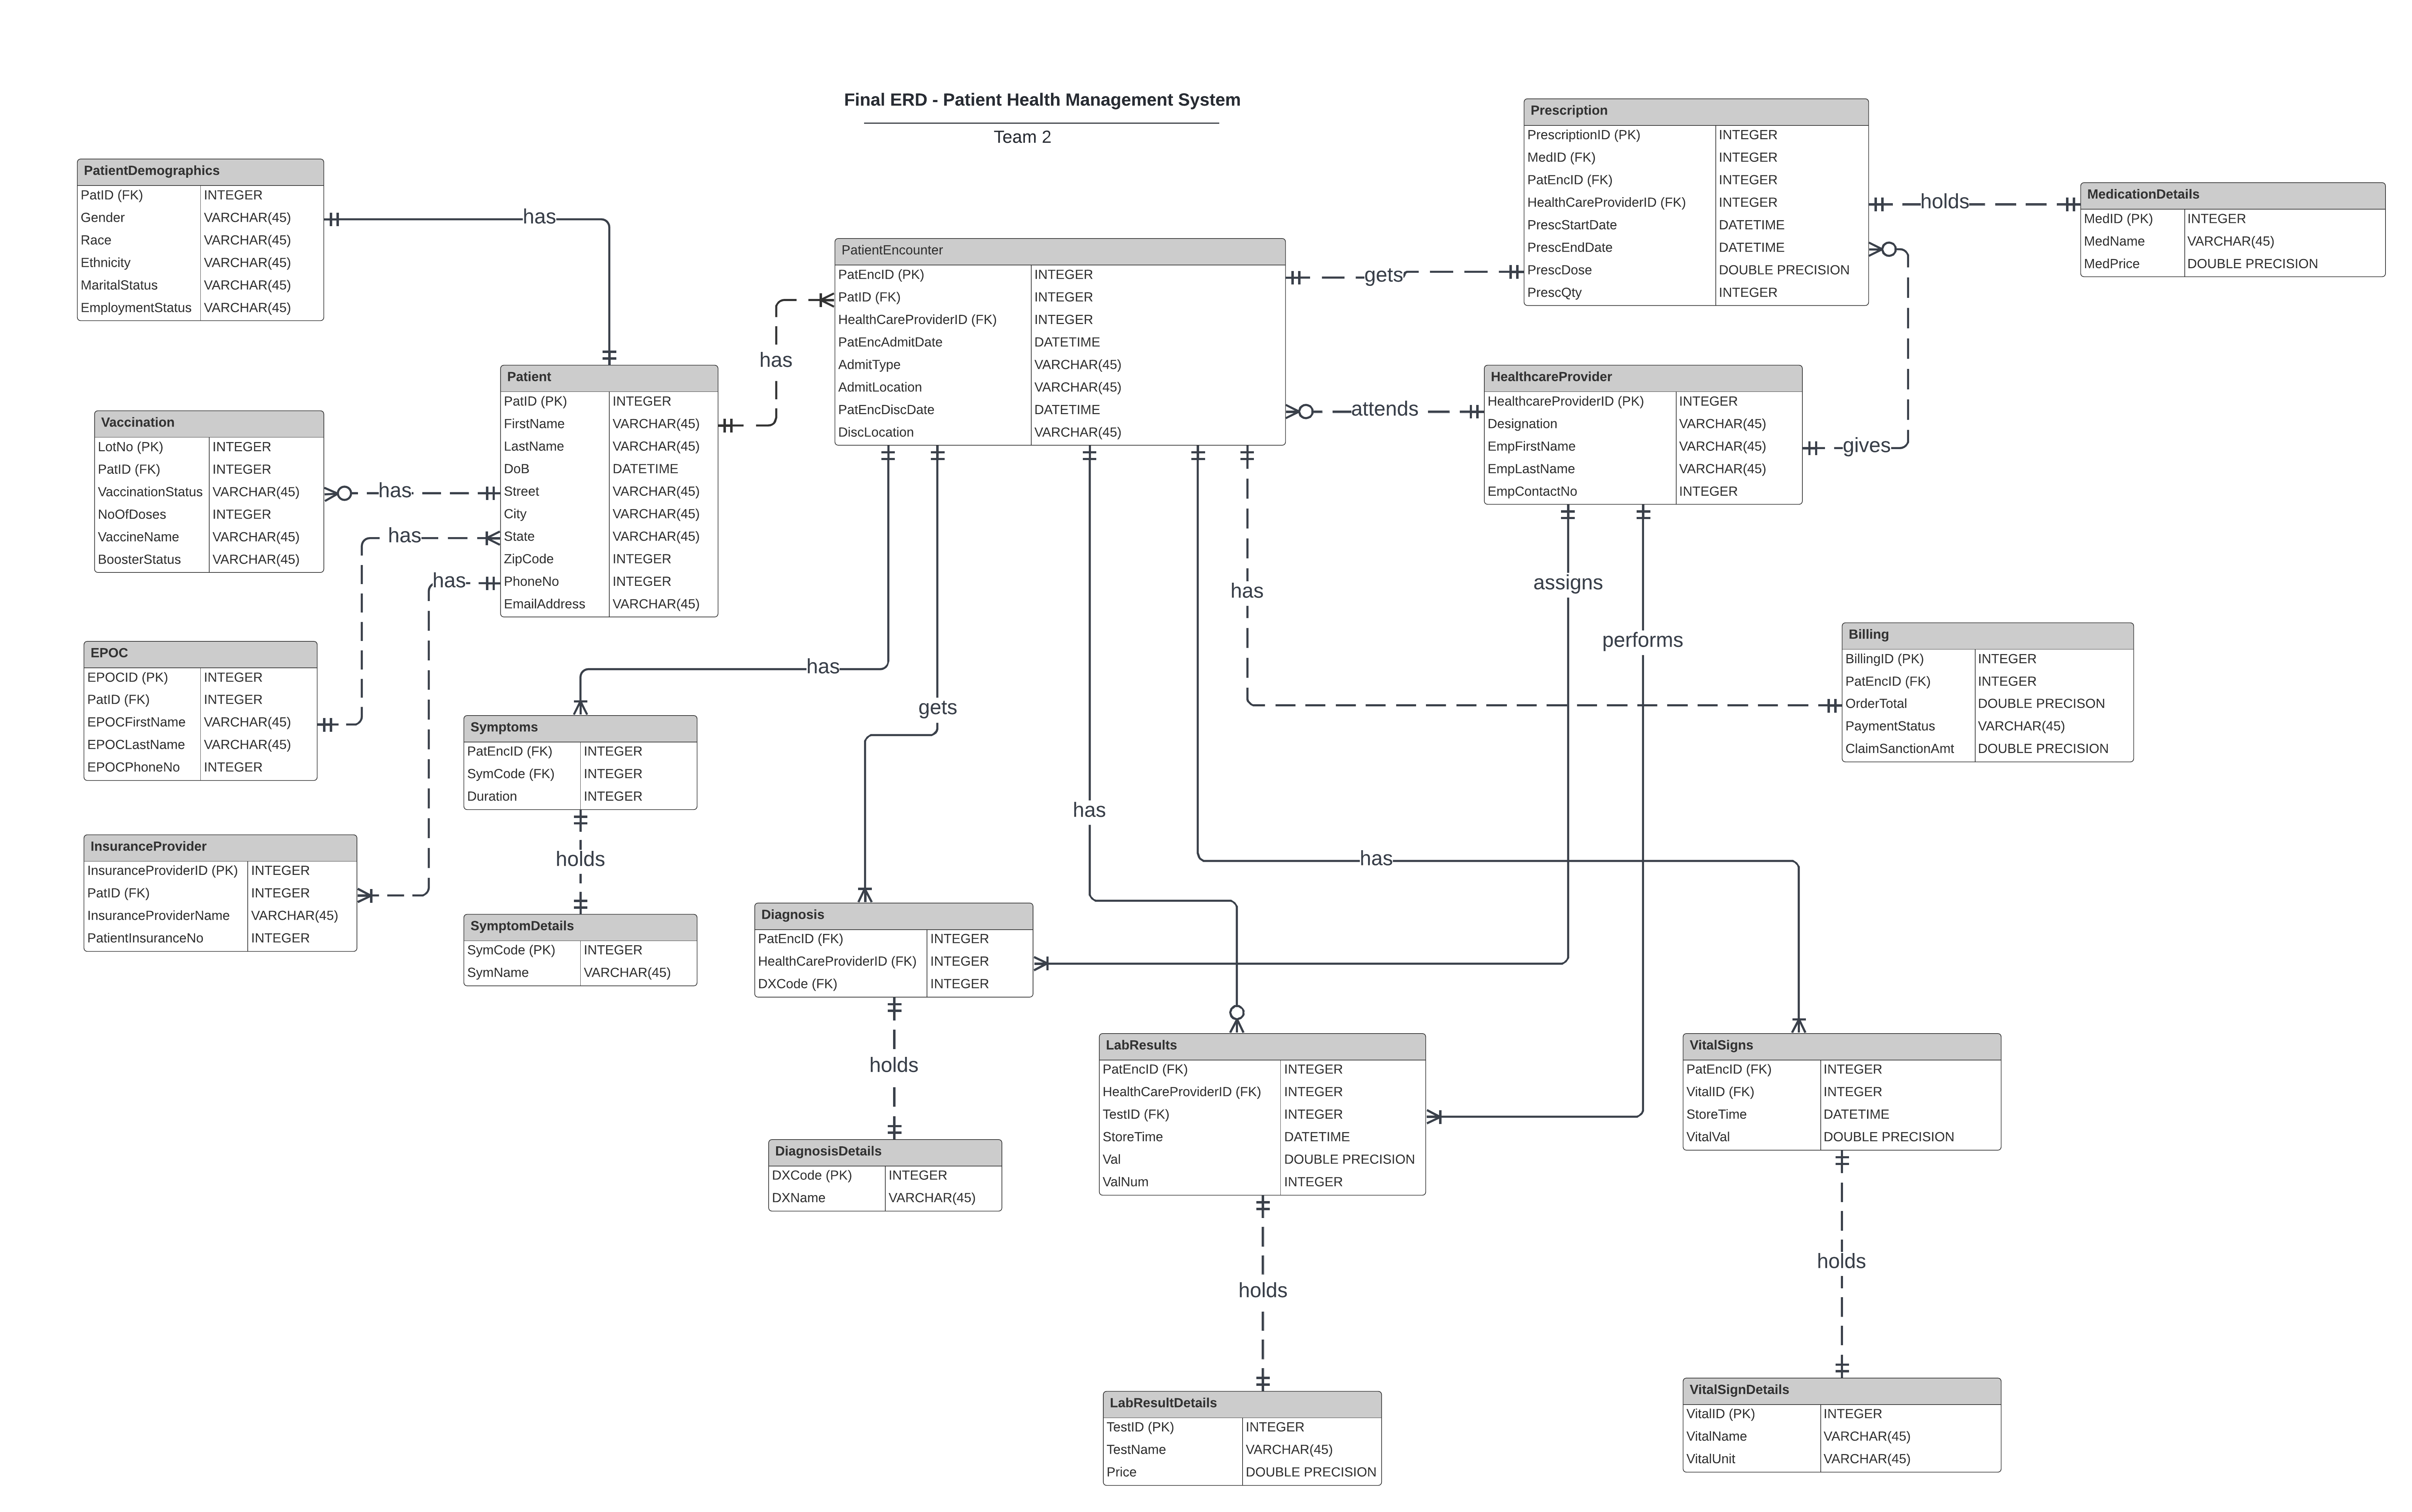 Final ERD - Patient Health Management System
Team 2
PatientDemographics
PatID (FK) INTEGER
Gender VARCHAR(45)
Race VARCHAR(45)
Ethnicity VARCHAR(45)
MaritalStatus VARCHAR(45)
EmploymentStatus VARCHAR(45)
has
Patient
PatID (PK) INTEGER
FirstName VARCHAR(45)
LastName VARCHAR(45)
DoB DATETIME
Street VARCHAR(45)
City VARCHAR(45)
State VARCHAR(45)
ZipCode INTEGER
PhoneNo INTEGER
EmailAddress VARCHAR(45)
has
Vaccination
LotNo (PK) INTEGER
PatID (FK) INTEGER
VaccinationStatus VARCHAR(45)
NoOfDoses INTEGER
VaccineName VARCHAR(45)
BoosterStatus VARCHAR(45)
has
has
has
EPOC
EPOCID (PK) INTEGER
PatID (FK) INTEGER
EPOCFirstName VARCHAR(45)
EPOCLastName VARCHAR(45)
EPOCPhoneNo INTEGER
InsuranceProvider
InsuranceProviderID (PK) INTEGER
PatID (FK) INTEGER
InsuranceProviderName VARCHAR(45)
PatientInsuranceNo INTEGER
PatientEncounter
PatEncID (PK) INTEGER
PatID (FK) INTEGER
HealthCareProviderID (FK) INTEGER
PatEncAdmitDate DATETIME
AdmitType VARCHAR(45)
AdmitLocation VARCHAR(45)
PatEncDiscDate DATETIME
DiscLocation VARCHAR(45)
gets
attends
Prescription
PrescriptionID (PK) INTEGER
MedID (FK) INTEGER
PatEncID (FK) INTEGER
HealthCareProviderID (FK) INTEGER
PrescStartDate DATETIME
PrescEndDate DATETIME
PrescDose DOUBLE PRECISION
PrescQty INTEGER
holds
MedicationDetails
MedID (PK) INTEGER
MedName VARCHAR(45)
MedPrice DOUBLE PRECISION
HealthcareProvider
HealthcareProviderID (PK) INTEGER
Designation VARCHAR(45)
EmpFirstName VARCHAR(45)
EmpLastName VARCHAR(45)
EmpContactNo INTEGER
gives
assigns
performs
has
Billing
BillingID (PK) INTEGER
PatEncID (FK) INTEGER
OrderTotal DOUBLE PRECISON
PaymentStatus VARCHAR(45)
ClaimSanctionAmt DOUBLE PRECISION
has
gets
has
has
Symptoms
PatEncID (FK) INTEGER
SymCode (FK) INTEGER
Duration INTEGER
holds
SymptomDetails
SymCode (PK) INTEGER
SymName VARCHAR(45)
Diagnosis
PatEncID (FK) INTEGER
HealthCareProviderID (FK) INTEGER
DXCode (FK) INTEGER
holds
DiagnosisDetails
DXCode (PK) INTEGER
DXName VARCHAR(45)
LabResults
PatEncID (FK) INTEGER
HealthCareProviderID (FK) INTEGER
TestID (FK) INTEGER
StoreTime DATETIME
Val DOUBLE PRECISION
ValNum INTEGER
holds
LabResultDetails
TestID (PK) INTEGER
TestName VARCHAR(45)
Price DOUBLE PRECISION
VitalSigns
PatEncID (FK) INTEGER
VitalID (FK) INTEGER
StoreTime DATETIME
VitalVal DOUBLE PRECISION
holds
VitalSignDetails
VitalID (PK) INTEGER
VitalName VARCHAR(45)
VitalUnit VARCHAR(45)